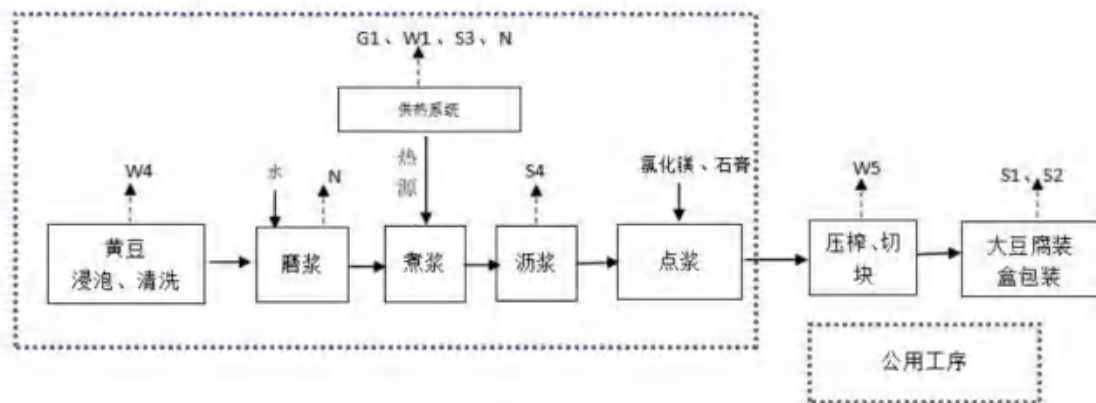 G1、W1、S3、N
供热系统
热
源
氯化镁、石膏
W4
水
N
S4
W5
S1、S2
黄豆
浸泡、清洗
磨浆
煮浆
沥浆
点浆
压榨、切
块
大豆腐装
盒包装
公用工序